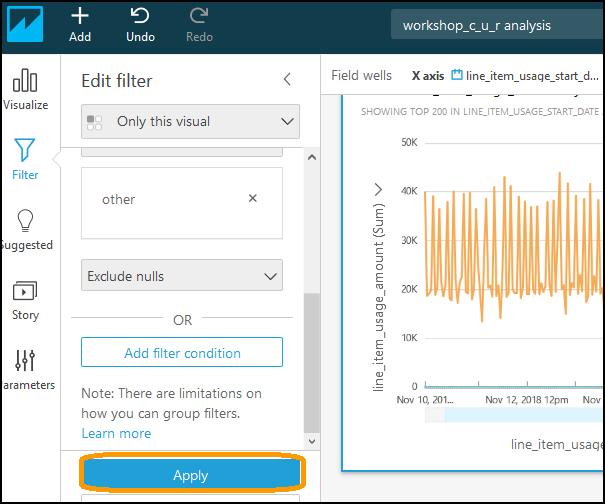 Add
Undo
Redo
workshop_c_u_r analysis
Visualize
Filter
Suggested
Story
arameters
Edit filter
Only this visual
other
Exclude nulls
OR
Add filter condition
Note: There are limitations on
how you can group filters.
Learn more
Apply
Field wells
X axis
line_item_usage_start_d...
SHOWING TOP 200 IN LINE_ITEM_USAGE_START_DATE
50K
40K
30K
20K
10K
0
line_item_usage_amount (Sum)
Nov 10, 201...
Nov 12, 2018 12pm
Nov
line_item_usa